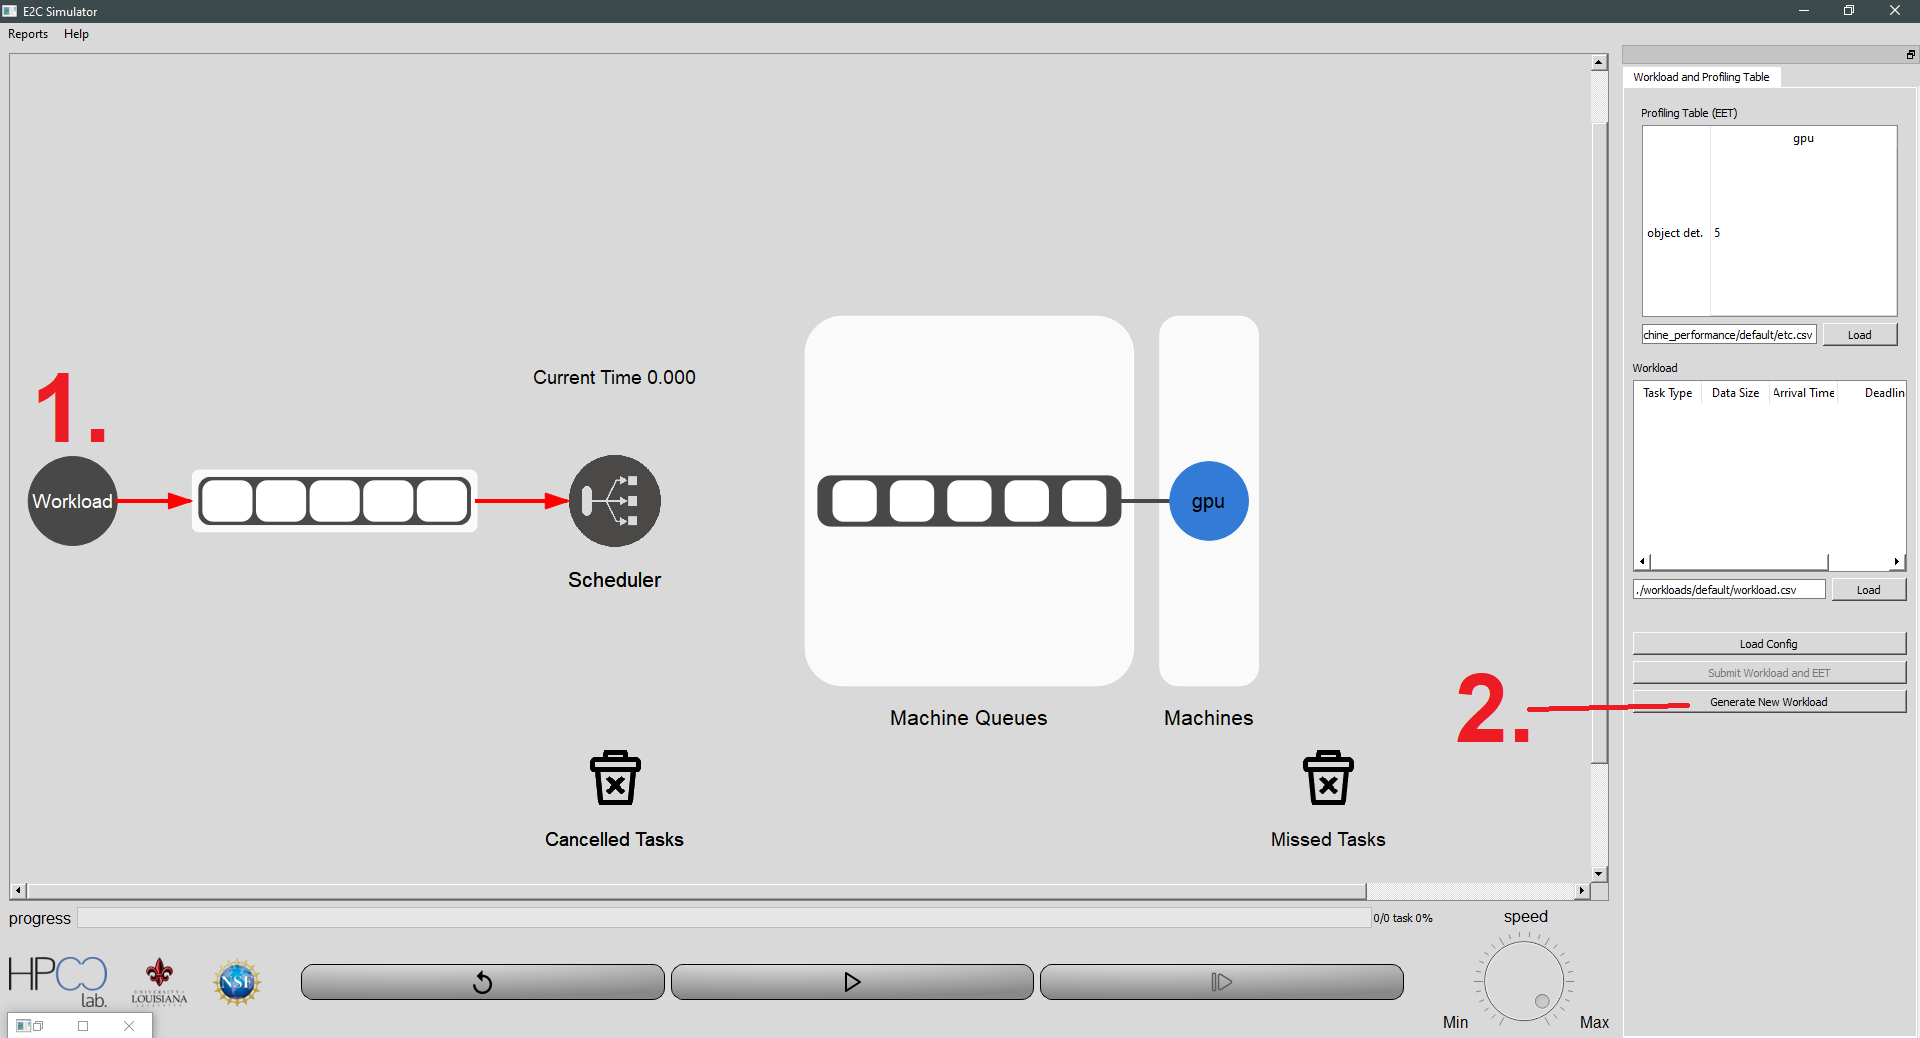 E2C Simulator
Reports Help
Workload and Profiling Table
Profiling Table (EET)
gpu
object det. 5
chine_performance/default/etc.csv Load
Workload
Task Type Data Size Arrival Time Deadlin
./workloads/default/workload.csv Load
Load Config
Submit Workload and EET
Generate New Workload
1.
Current Time 0.000
Workload
gpu
Scheduler
2.
Machine Queues
Machines
Cancelled Tasks
Missed Tasks
progress
0/0 task 0%
speed
Min Max
HPCC
lab.
UNIVERSITY of
LOUISIANA
LAFAYETTE
NSF